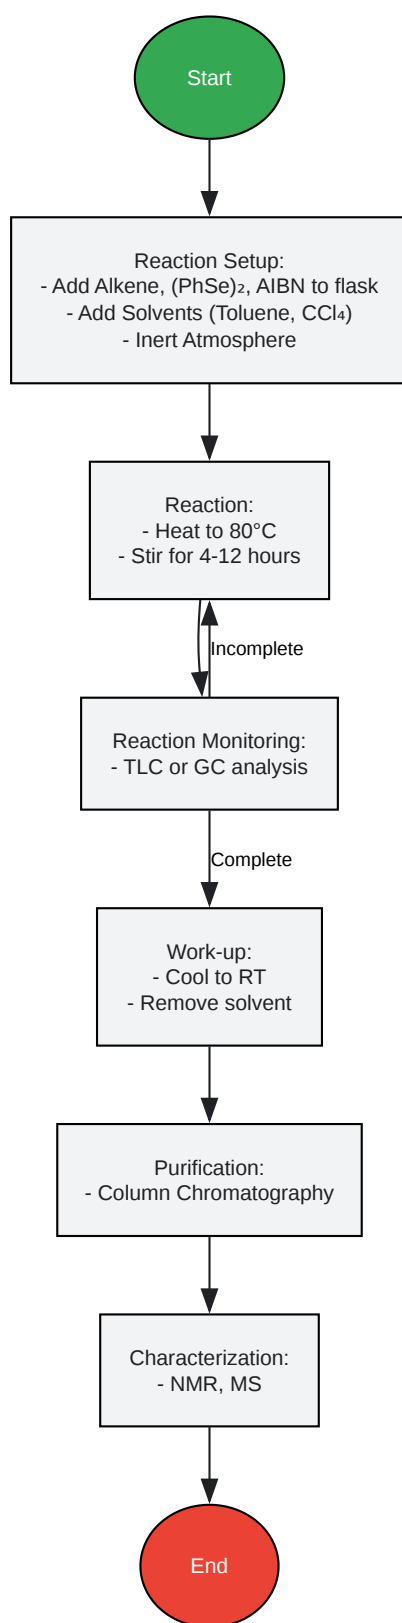 Start
Reaction Setup:
- Add Alkene, (PhSe)₂, AIBN to flask
- Add Solvents (Toluene, CCl₄)
- Inert Atmosphere
Reaction:
- Heat to 80°C
- Stir for 4-12 hours
Incomplete
Reaction Monitoring:
- TLC or GC analysis
Complete
Work-up:
- Cool to RT
- Remove solvent
Purification:
- Column Chromatography
Characterization:
- NMR, MS
End